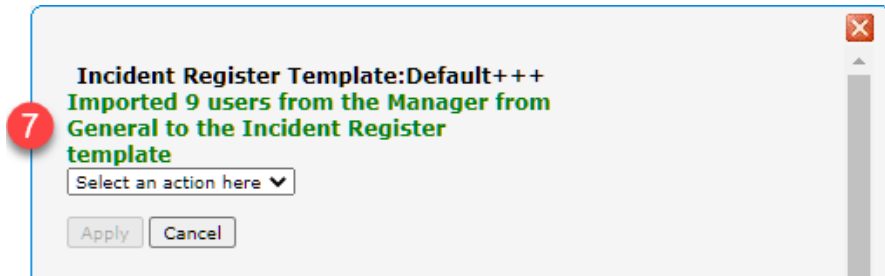 Incident Register Template:Default+++
Imported 9 users from the Manager from
7
General to the Incident Register
template
Select an action here
Apply
Cancel